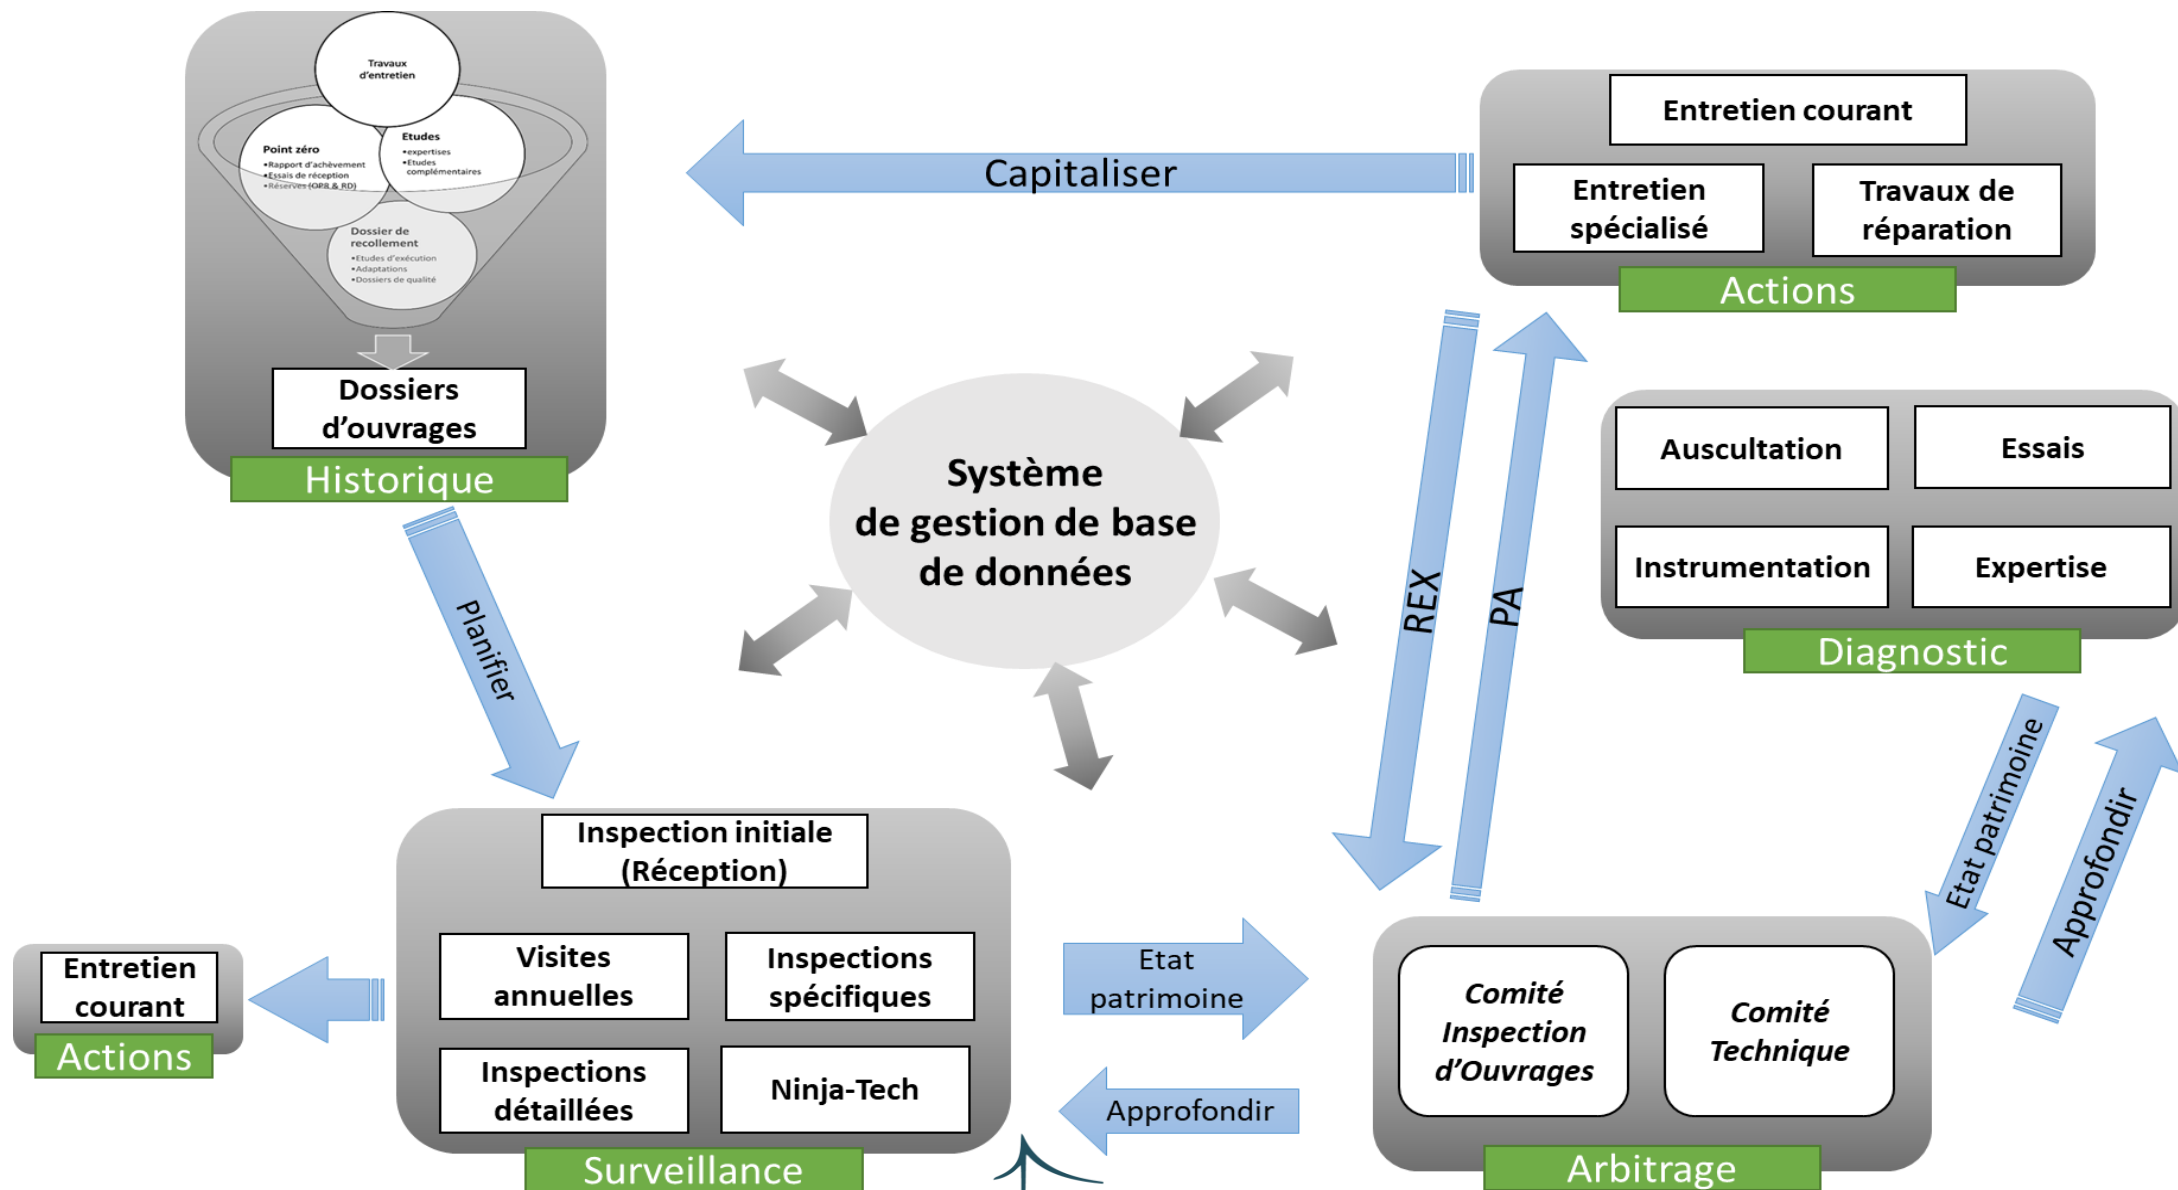 Travaux
d'entretien
Point zéro
•Rapport d'achèvement
•Essais de réception
•Réserves (OPR & RD)
Etudes
•expertises
•Etudes
complémentaires
Dossier de
recollement
•Etudes d'exécution
•Adaptations
•Dossiers de qualité
Dossiers
d'ouvrages
Historique
Capitaliser
Entretien courant
Entretien
spécialisé
Travaux de
réparation
Actions
Système
de gestion de base
de données
REX
PA
Auscultation
Essais
Instrumentation
Expertise
Diagnostic
Planifier
Etat patrimoine
Approfondir
Inspection initiale
(Réception)
Visites
annuelles
Inspections
spécifiques
Inspections
détaillées
Ninja-Tech
Surveillance
Entretien
courant
Actions
Etat
patrimoine
Approfondir
Comité
Inspection
d'Ouvrages
Comité
Technique
Arbitrage